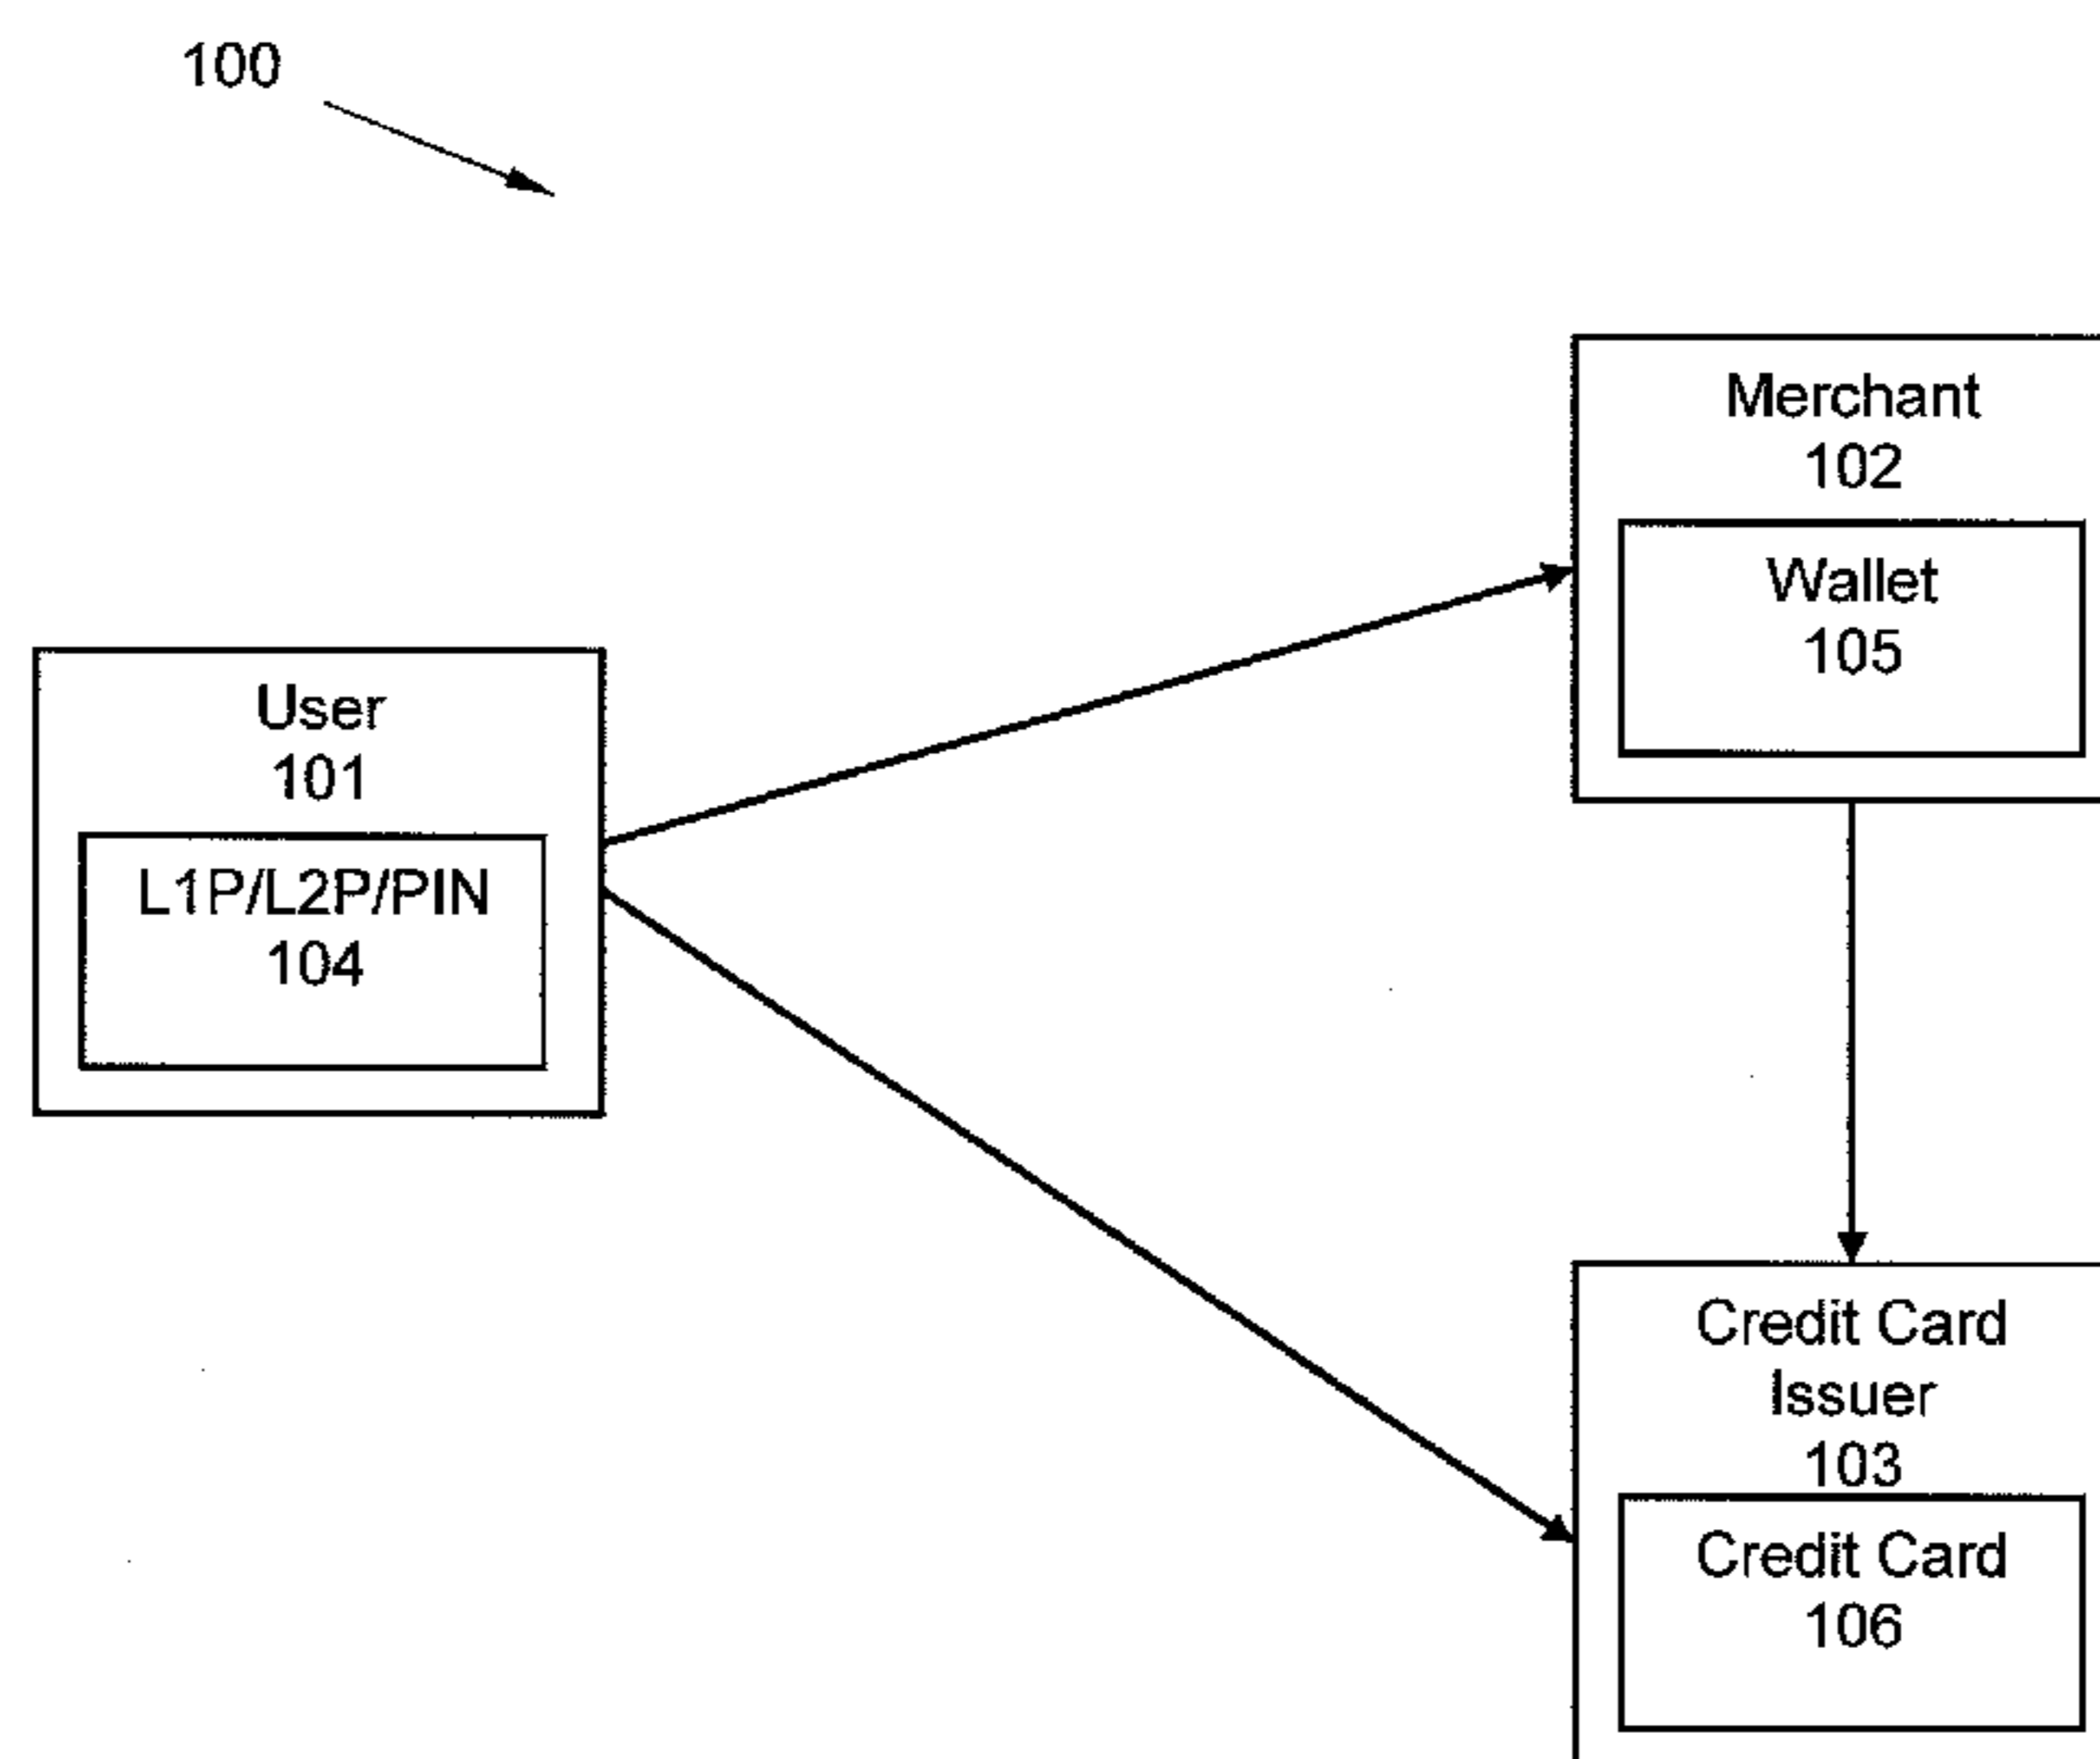 100
Merchant
102
Wallet
105
User
101
L1P/L2P/PIN
104
Credit Card
Issuer
103
Credit Card
106